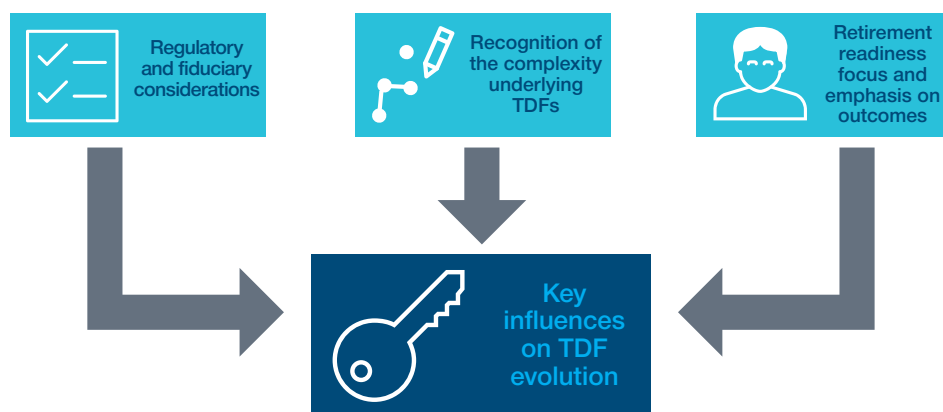 Regulatory
and fiduciary
considerations
Recognition of
the complexity
underlying
TDFs
Retirement
readiness
focus and
emphasis on
outcomes
Key
influences
on TDF
evolution